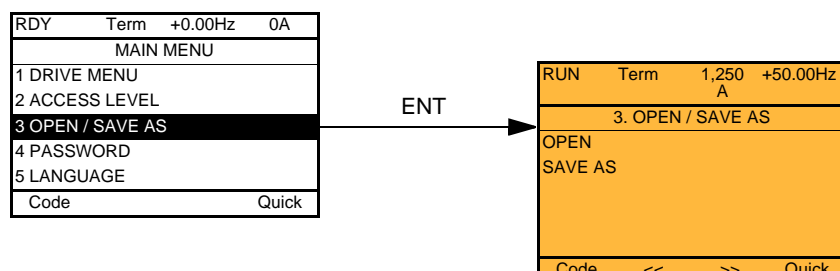 RDY Term +0.00Hz 0A
MAIN MENU
1 DRIVE MENU
2 ACCESS LEVEL
3 OPEN / SAVE AS
4 PASSWORD
5 LANGUAGE
Code Quick
ENT
RUN Term 1,250 +50.00Hz
A
3. OPEN / SAVE AS
OPEN
SAVE AS
Code << >> Quick